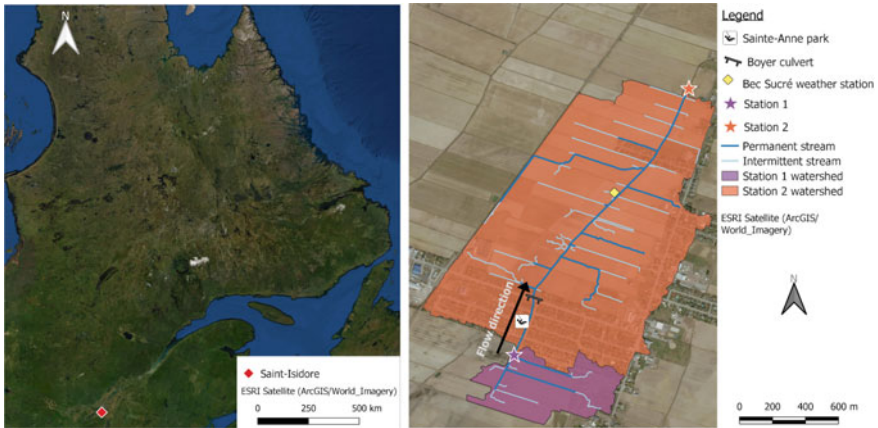 N
Saint-Isidore
ESRI Satellite (ArcGIS/World_Imagery)
0 250 500 km
Flow direction
Legend
Sainte-Anne park
Boyer culvert
Bec Sucré weather station
Station 1
Station 2
Permanent stream
Intermittent stream
Station 1 watershed
Station 2 watershed
ESRI Satellite (ArcGIS/
World_Imagery)
N
0 200 400 600 m